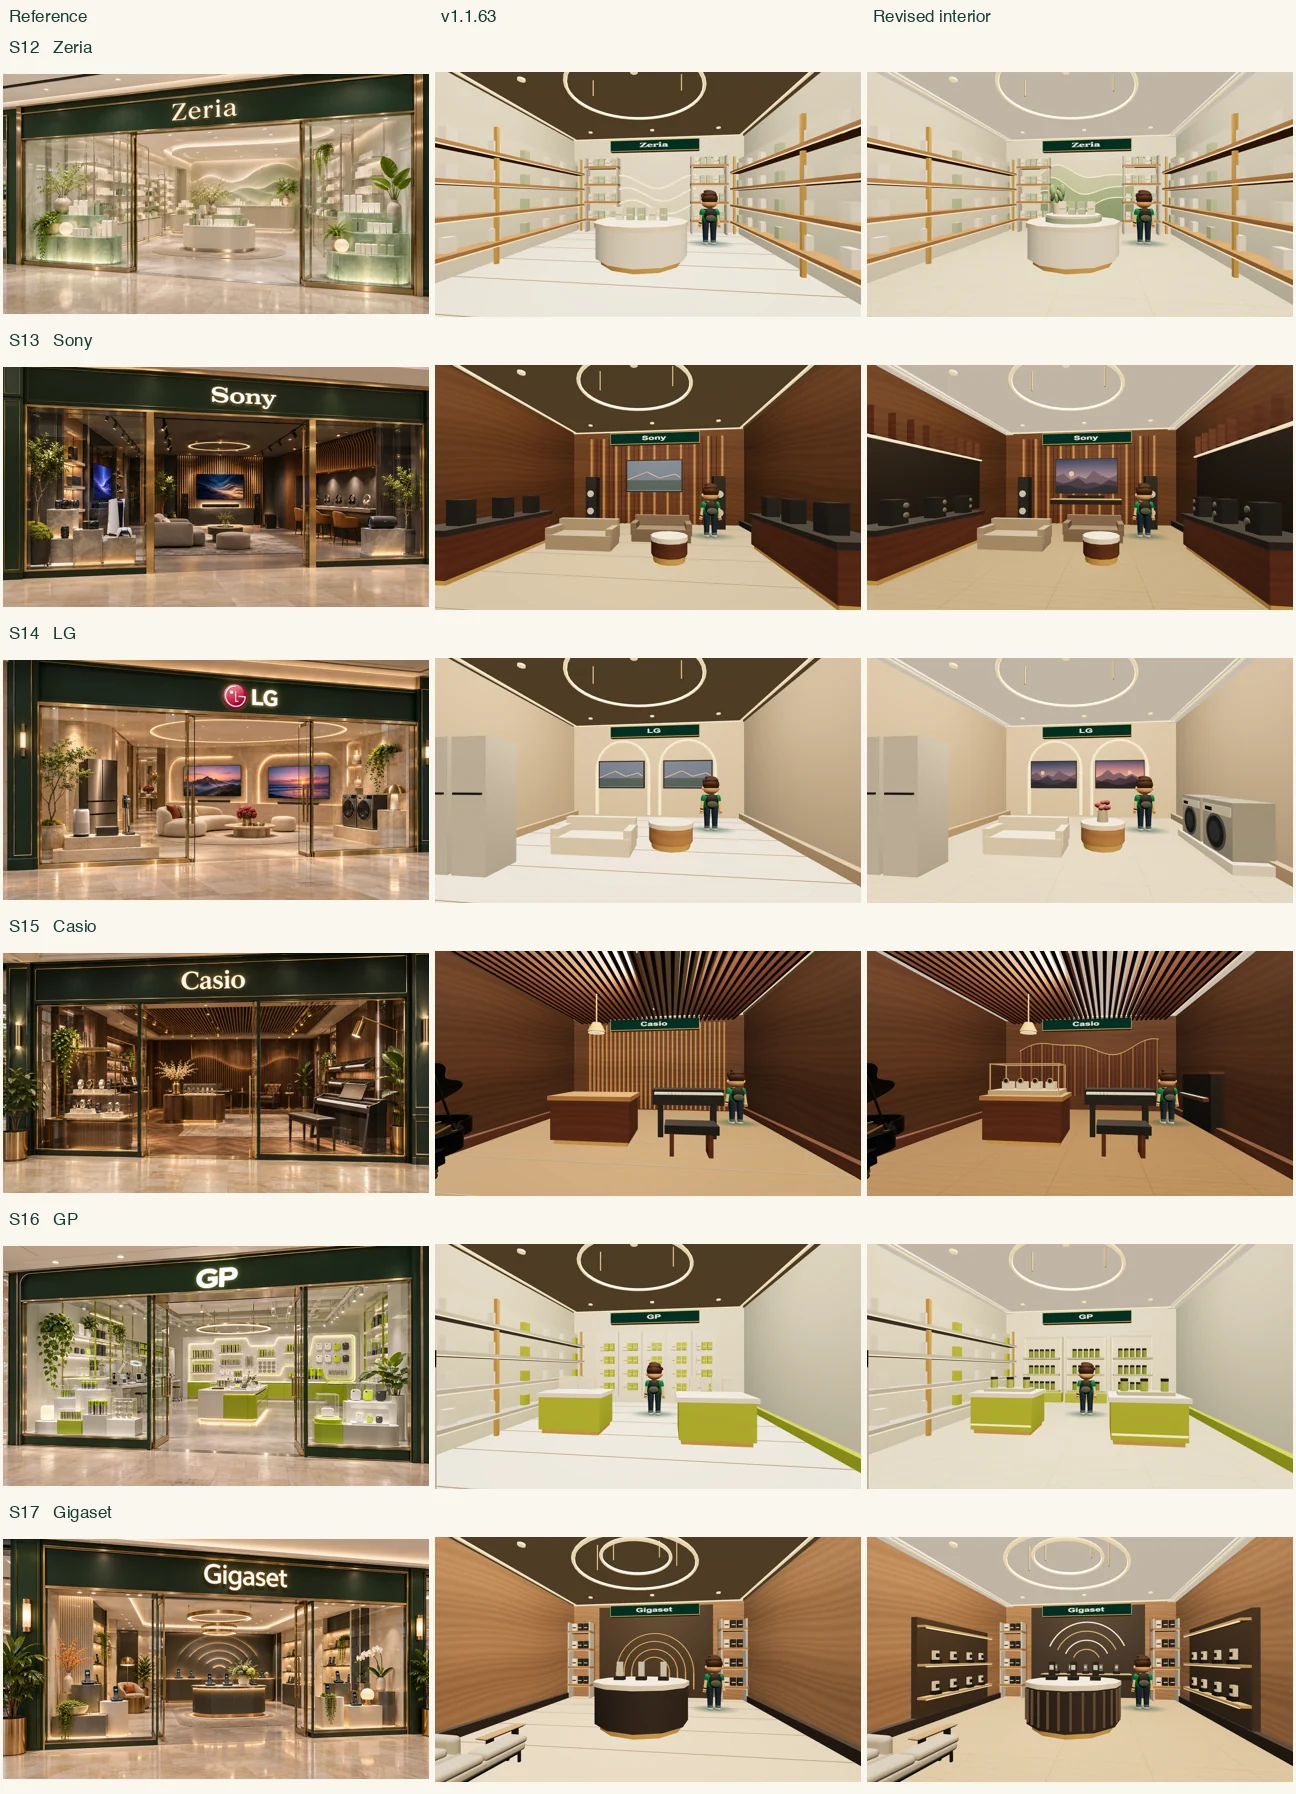 Reference v1.1.63 Revised interior
S12 Zeria
Zeria
Zeria
Zeria
S13 Sony
Sony
Sony
Sony
S14 LG
LG
LG
LG
S15 Casio
Casio
Casio
Casio
S16 GP
GP
GP
GP
S17 Gigaset
Gigaset
Gigaset
Gigaset